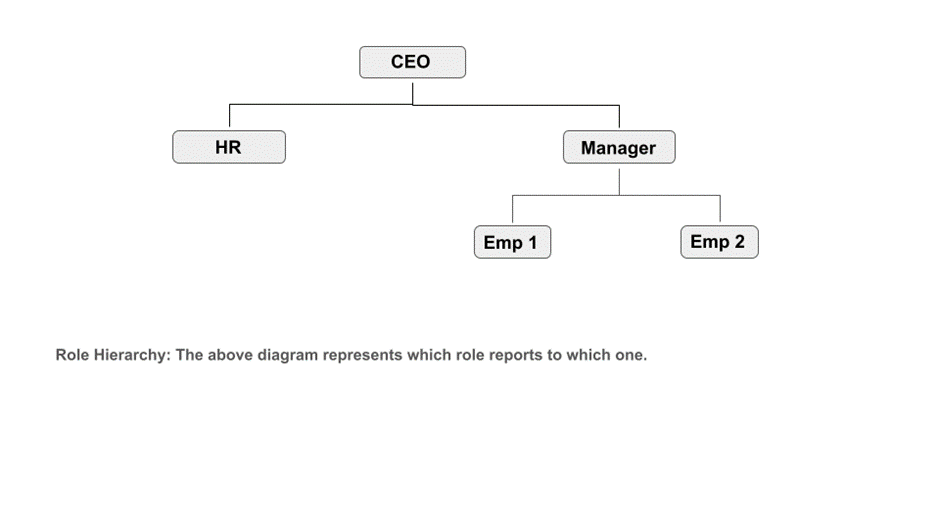 CEO
HR
Manager
Emp 1
Emp 2
Role Hierarchy: The above diagram represents which role reports to which one.